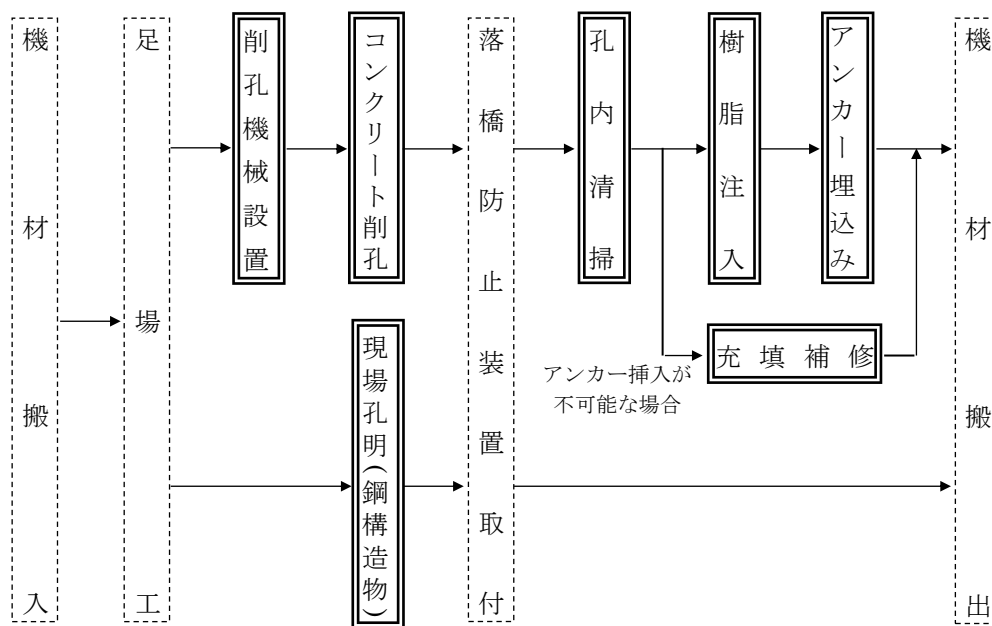 機材搬入
足場工
削孔機械設置
コンクリート削孔
現場孔明(鋼構造物)
落橋防止装置取付
孔内清掃
樹脂注入
アンカー埋込み
充填補修
アンカー挿入が
不可能な場合
機材搬出